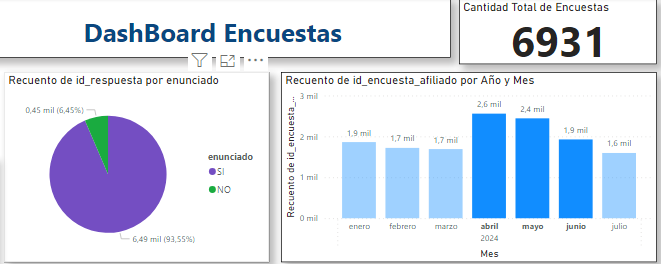 DashBoard Encuestas
Cantidad Total de Encuestas
6931
Recuento de id_respuesta por enunciado
0,45 mil (6,45%)
6,49 mil (93,55%)
enunciado
SI
NO
Recuento de id_encuesta_afiliado por Año y Mes
Recuento de id_encuesta_...
3 mil
2 mil
1 mil
0 mil
1,9 mil
1,7 mil
1,7 mil
2,6 mil
2,4 mil
1,9 mil
1,6 mil
enero febrero marzo abril mayo junio julio
2024
Mes